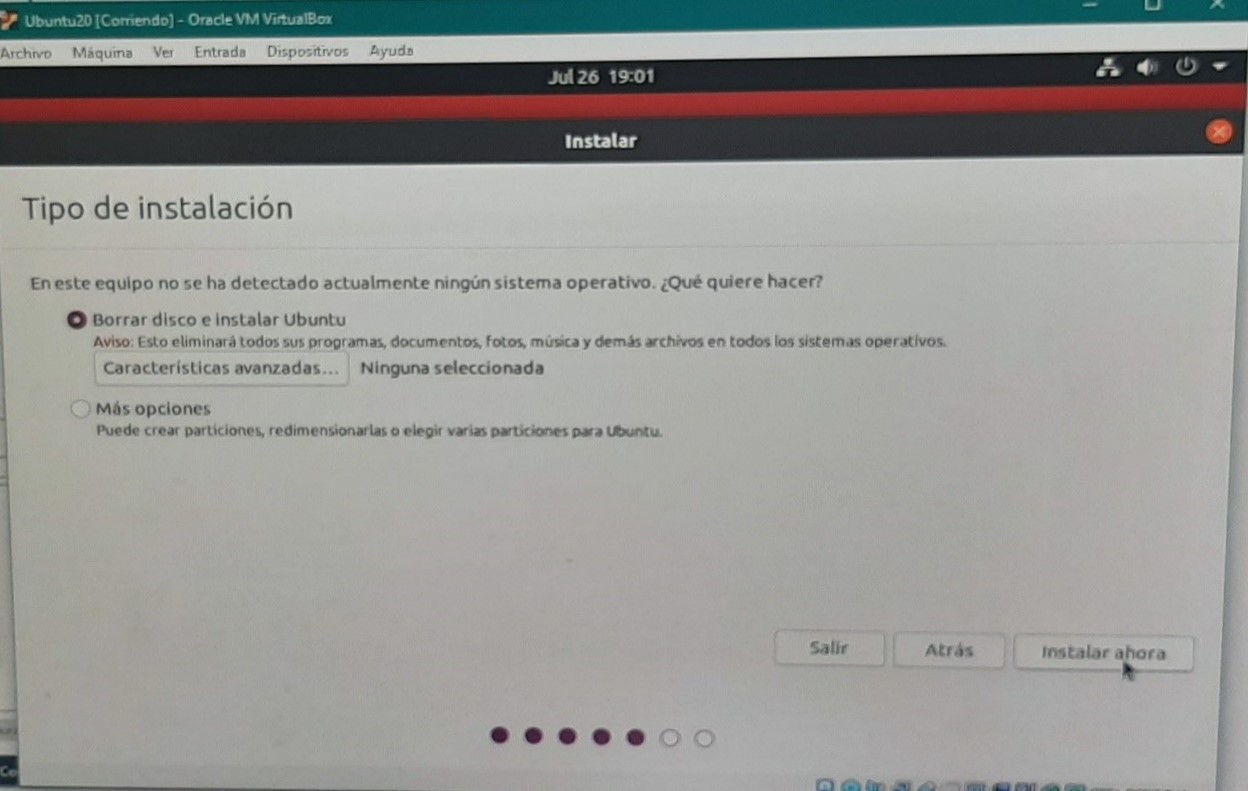 Ubuntu20 [Corriendo] - Oracle VM VirtualBox
Archivo Máquina Ver Entrada Dispositivos Ayuda
Jul 26 19:01
Instalar
Tipo de instalación
En este equipo no se ha detectado actualmente ningún sistema operativo. ¿Qué quiere hacer?
Borrar disco e instalar Ubuntu
Aviso: Esto eliminará todos sus programas, documentos, fotos, música y demás archivos en todos los sistemas operativos.
Características avanzadas... Ninguna seleccionada
Más opciones
Puede crear particiones, redimensionarlas o elegir varias particiones para Ubuntu.
Salir Atrás Instalar ahora
Co